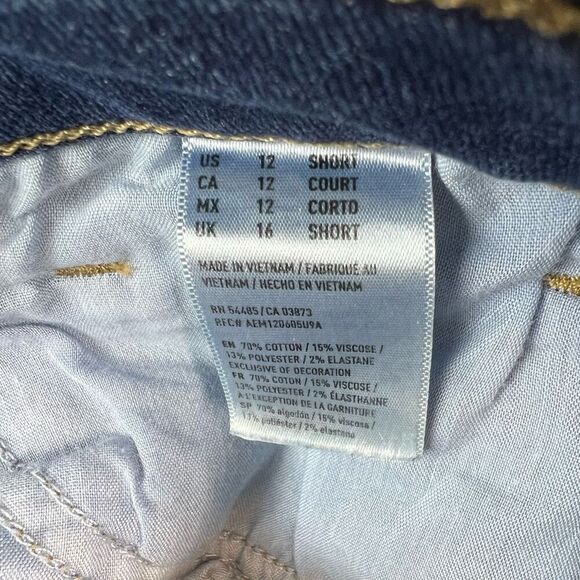 US 12 SHORT
CA 12 COURT
MX 12 CORTO
UK 16 SHORT
MADE IN VIETNAM / FABRIQUÉ AU
VIETNAM / HECHO EN VIETNAM
RN 54485 / CA 03873
RFC# AEM120605U9A
EN 70% COTTON / 15% VISCOSE /
13% POLYESTER / 2% ELASTANE
EXCLUSIVE OF DECORATION
FR 70% COTON / 15% VISCOSE /
13% POLYESTER / 2% ÉLASTHANNE
À L'EXCEPTION DE LA GARNITURE
SP 70% algodón / 15% viscosa /
13% poliéster / 2% elastano